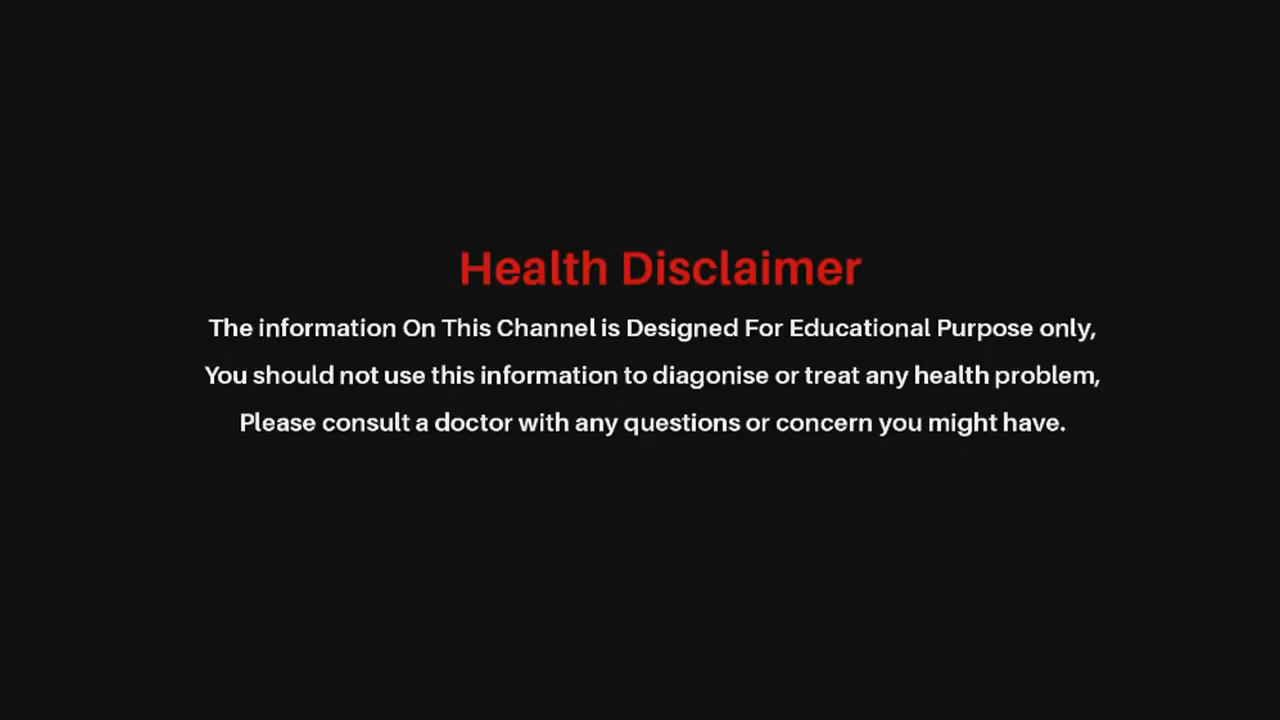 Health Disclaimer
The information On This Channel is Designed For Educational Purpose only,
You should not use this information to diagonise or treat any health problem,
Please consult a doctor with any questions or concern you might have.